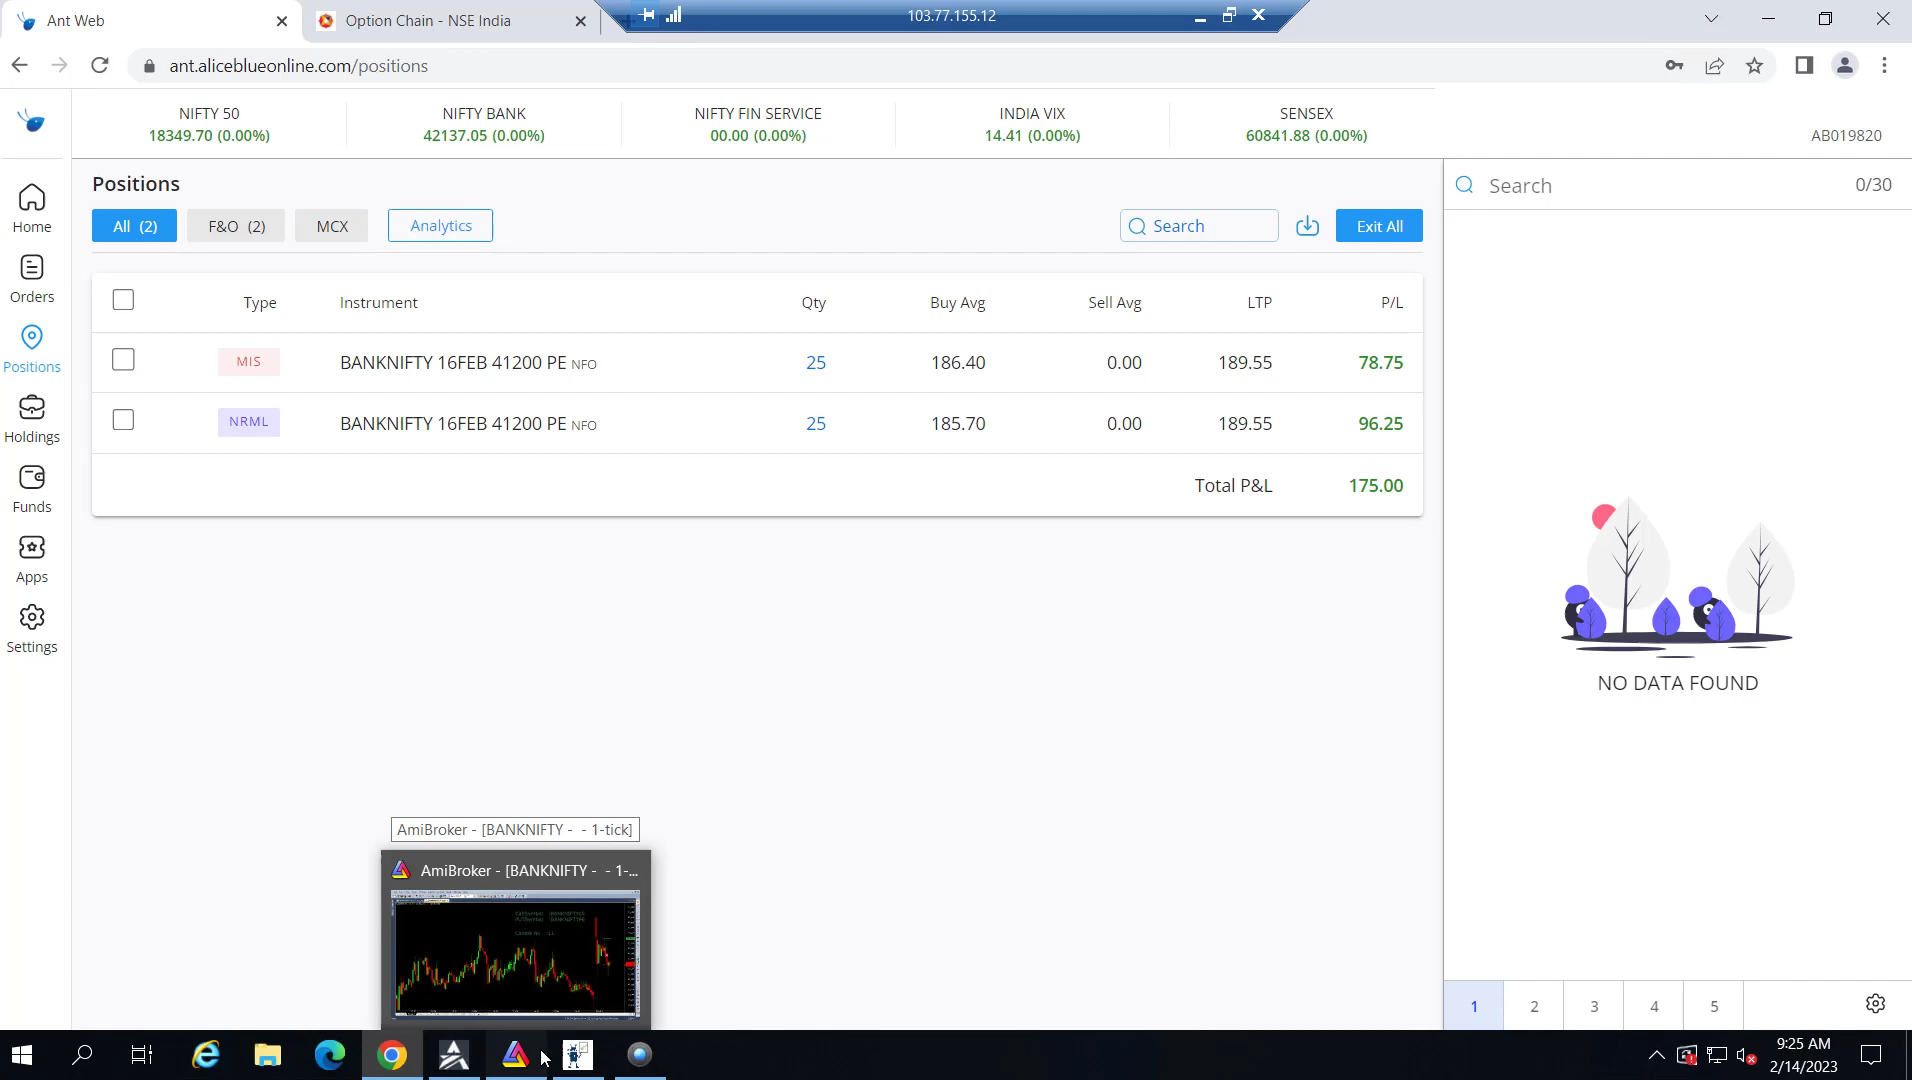 Ant Web
Option Chain - NSE India
103.77.155.12
ant.aliceblueonline.com/positions
NIFTY 50
18349.70 (0.00%)
NIFTY BANK
42137.05 (0.00%)
NIFTY FIN SERVICE
00.00 (0.00%)
INDIA VIX
14.41 (0.00%)
SENSEX
60841.88 (0.00%)
AB019820
Home
Orders
Positions
Holdings
Funds
Apps
Settings
Positions
All (2)
F&O (2)
MCX
Analytics
Search
Exit All
Type Instrument Qty Buy Avg Sell Avg LTP P/L
MIS BANKNIFTY 16FEB 41200 PE NFO 25 186.40 0.00 189.55 78.75
NRML BANKNIFTY 16FEB 41200 PE NFO 25 185.70 0.00 189.55 96.25
Total P&L 175.00
Search 0/30
NO DATA FOUND
1 2 3 4 5
AmiBroker - [BANKNIFTY - - 1-tick]
AmiBroker - [BANKNIFTY - - 1-...
9:25 AM
2/14/2023